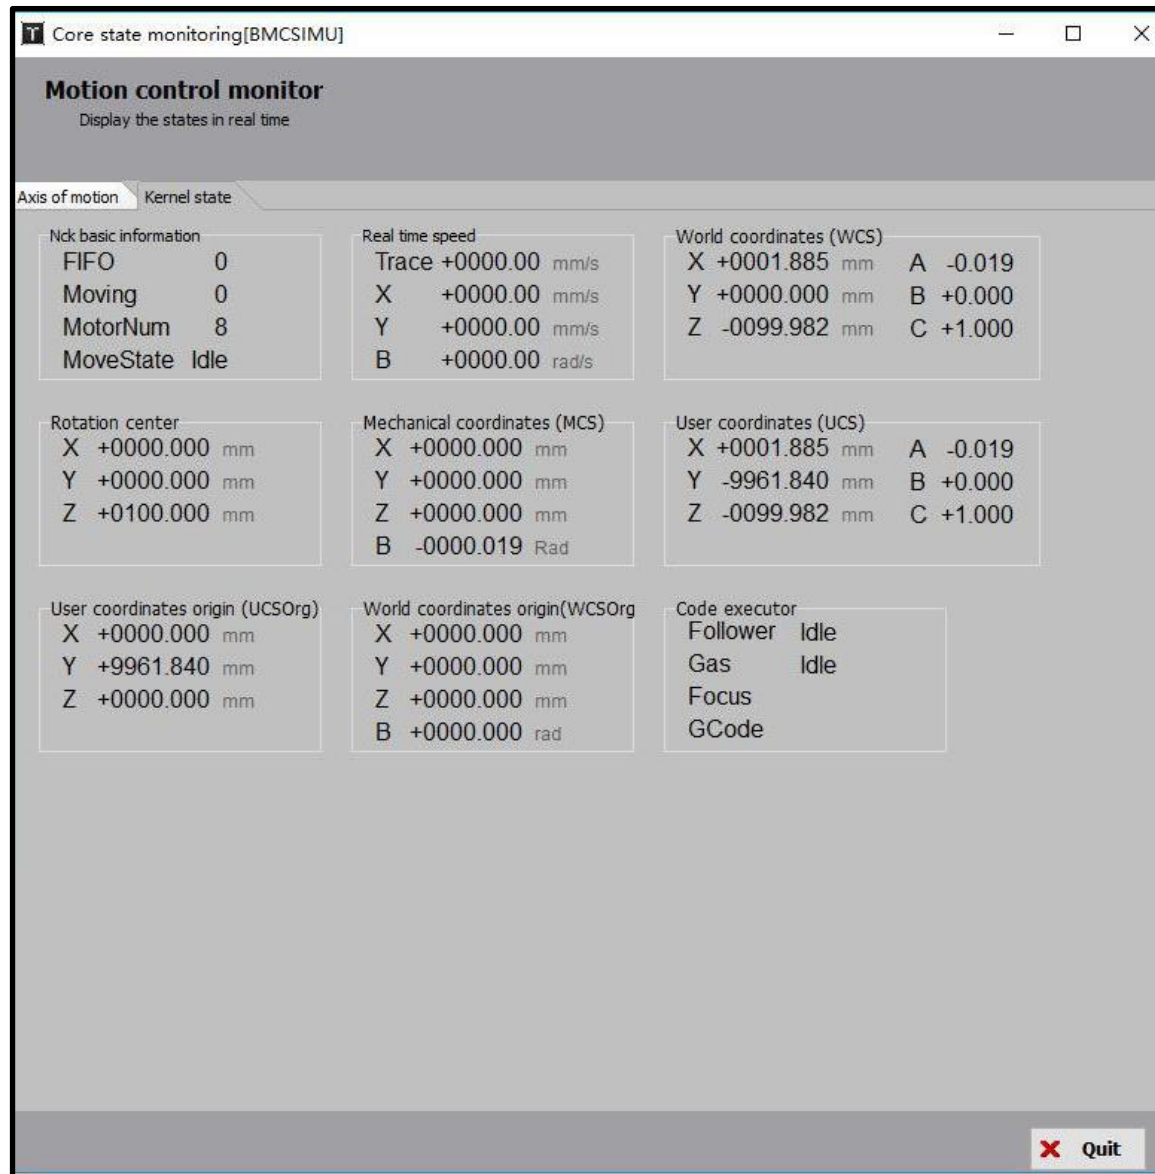 Core state monitoring[BMCSIMU]
Motion control monitor
Display the states in real time
Axis of motion Kernel state
Nck basic information
FIFO 0
Moving 0
MotorNum 8
MoveState Idle
Real time speed
Trace +0000.00 mm/s
X +0000.00 mm/s
Y +0000.00 mm/s
B +0000.00 rad/s
World coordinates (WCS)
X +0001.885 mm A -0.019
Y +0000.000 mm B +0.000
Z -0099.982 mm C +1.000
Rotation center
X +0000.000 mm
Y +0000.000 mm
Z +0100.000 mm
Mechanical coordinates (MCS)
X +0000.000 mm
Y +0000.000 mm
Z +0000.000 mm
B -0000.019 Rad
User coordinates (UCS)
X +0001.885 mm A -0.019
Y -9961.840 mm B +0.000
Z -0099.982 mm C +1.000
User coordinates origin (UCSOrg)
X +0000.000 mm
Y +9961.840 mm
Z +0000.000 mm
World coordinates origin(WCSOrg
X +0000.000 mm
Y +0000.000 mm
Z +0000.000 mm
B +0000.000 rad
Code executor
Follower Idle
Gas Idle
Focus
GCode
Quit